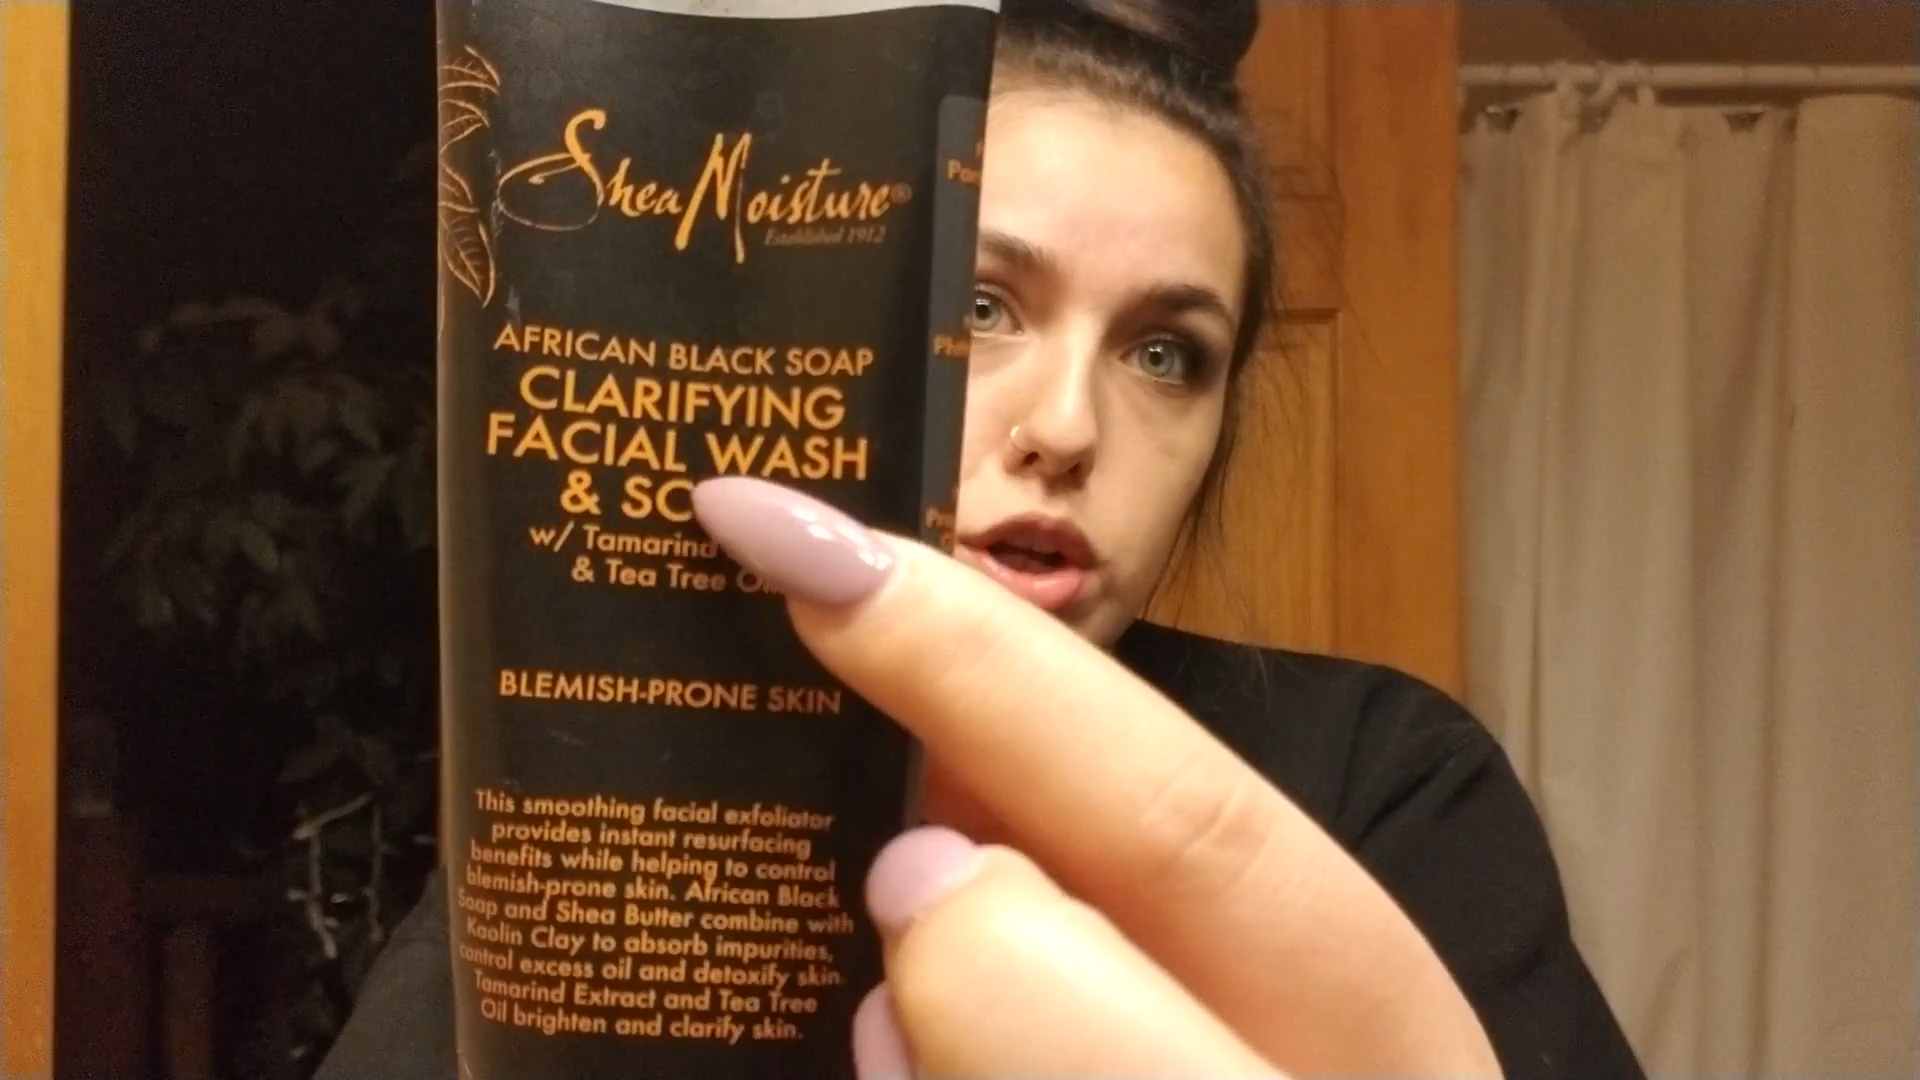 SheaMoisture®
Established 1912
AFRICAN BLACK SOAP
CLARIFYING
FACIAL WASH
& SC
w/ Tamarind
& Tea Tree
BLEMISH-PRONE SKIN
This smoothing facial exfoliator
provides instant resurfacing
benefits while helping to control
blemish-prone skin. African Black
Soap and Shea Butter combine with
Kaolin Clay to absorb impurities,
control excess oil and detoxify skin.
Tamarind Extract and Tea Tree
Oil brighten and clarify skin.